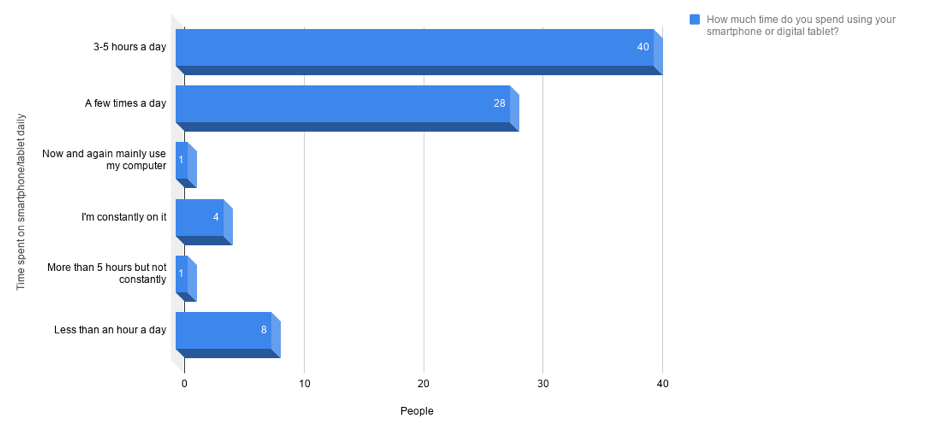 How much time do you spend using your
smartphone or digital tablet?
Time spent on smartphone/tablet daily
3-5 hours a day
40
A few times a day
28
Now and again mainly use
my computer
1
I'm constantly on it
4
More than 5 hours but not
constantly
1
Less than an hour a day
8
0 10 20 30 40
People